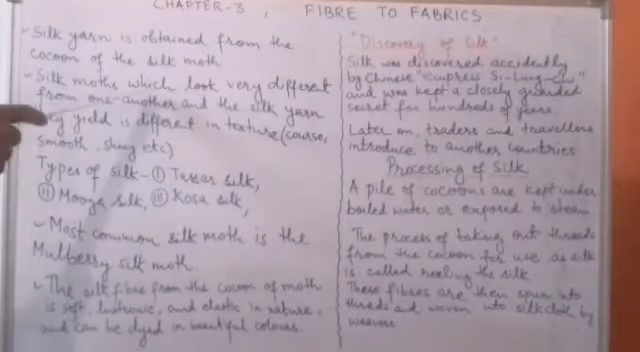 CHAPTER-3, FIBRE TO FABRICS
- Silk yarn is obtained from the
cocoon of the silk moth
- Silk moths which look very different
from one another and the silk yarn
yield is different in texture (course,
smooth, shiny etc)
Types of silk - (i) Tassar silk,
(ii) Mooga silk, (ii) Kosa silk,
- Most common silk moth is the
Mulberry silk moth.
- The silk fibre from the cocoon of moth
is soft, lustrous, and elastic in nature,
and can be dyed in beautiful colours.
"Discovery of Silk"
Silk was discovered accidently
by Chinese "Empress Si-lung-
and was kept a closely guarded
secret for hundreds of years.
Later on, traders and travellers
introduce to another countries
Processing of Silk
A pile of cocoons are kept under
boiled water or exposed to steam
The process of taking out threads
from the cocoon for use as silk
is called reeling the silk.
These fibres are then spun into
threads and woven into silk cloth by
weavers